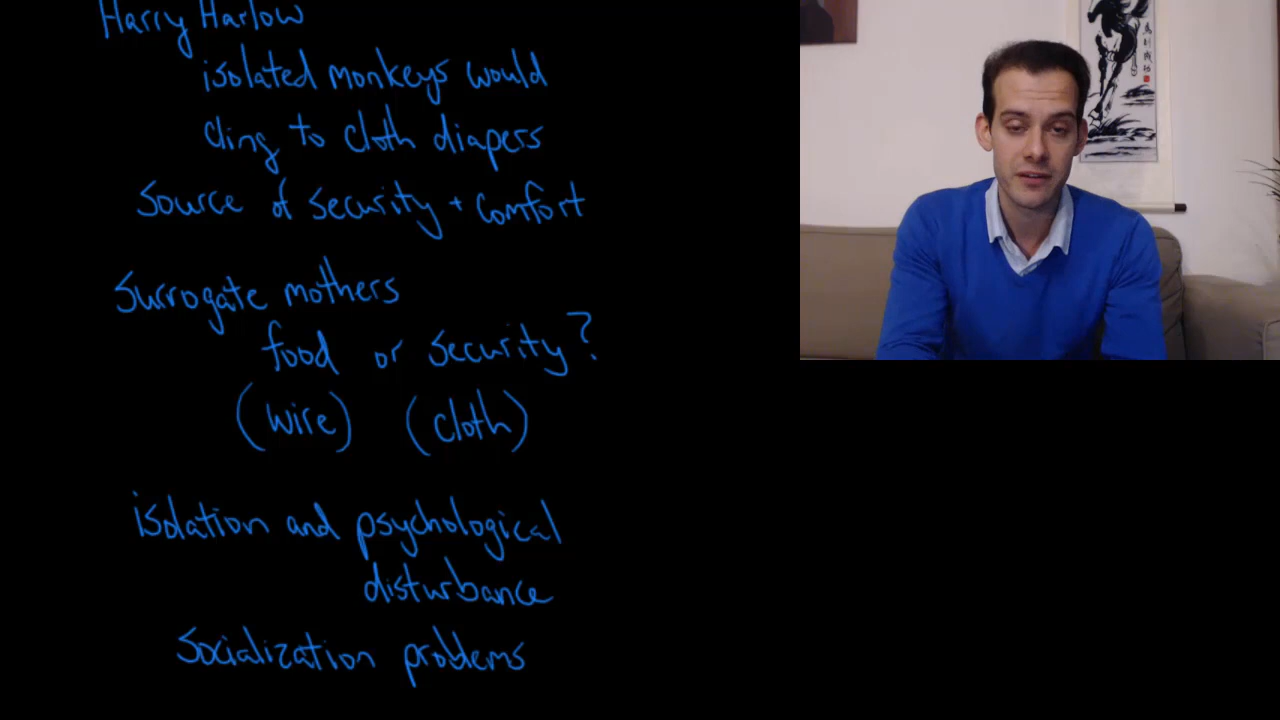 Harry Harlow
isolated monkeys would
cling to cloth diapers
source of security + comfort
surrogate mothers
food or security?
(wire) (cloth)
isolation and psychological
disturbance
socialization problems